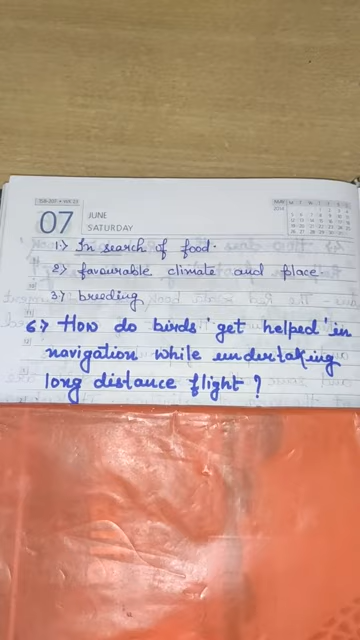 07
JUNE
SATURDAY
1.> In search of food.
2> favourable climate and place
3> breeding
6> How do birds 'get helped' in
navigation while undertaking
long distance flight ?